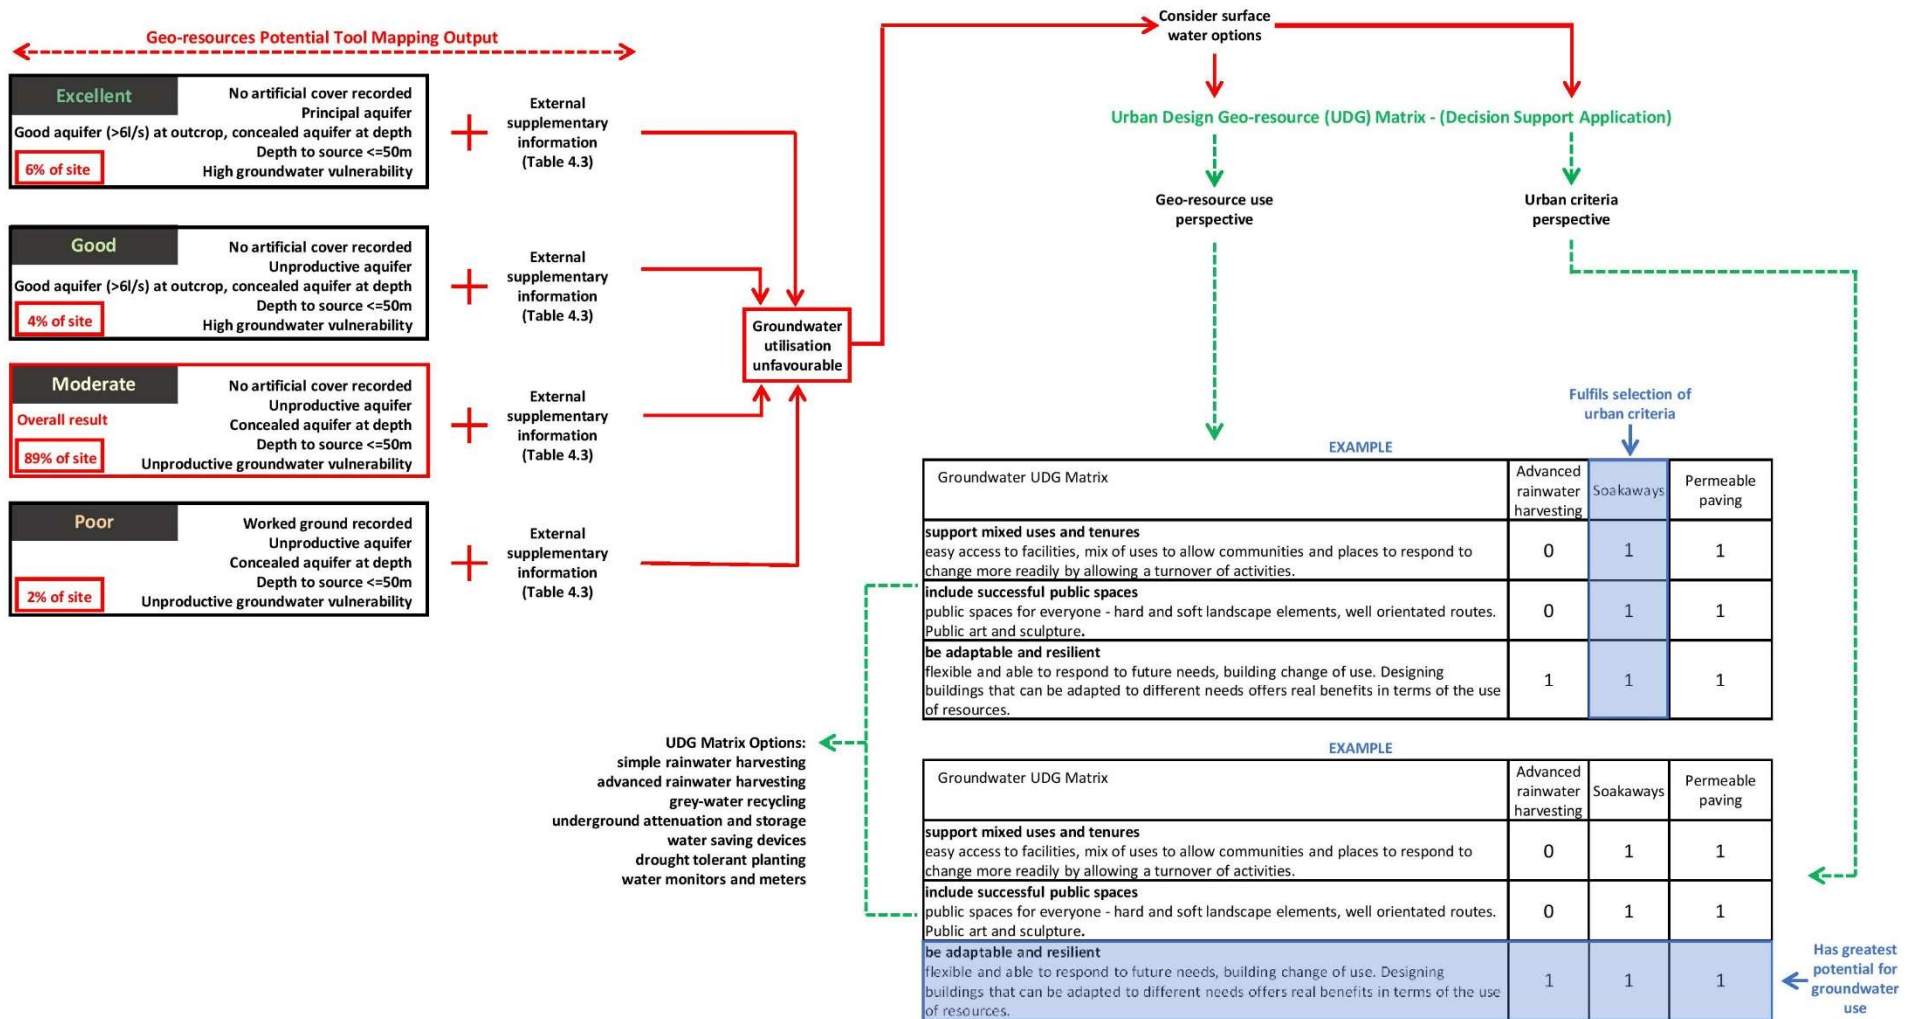 Geo-resources Potential Tool Mapping Output
Excellent
No artificial cover recorded
Principal aquifer
Good aquifer (>6l/s) at outcrop, concealed aquifer at depth
Depth to source <=50m
6% of site
High groundwater vulnerability
External
supplementary
information
(Table 4.3)
Good
No artificial cover recorded
Unproductive aquifer
Good aquifer (>6l/s) at outcrop, concealed aquifer at depth
Depth to source <=50m
4% of site
High groundwater vulnerability
External
supplementary
information
(Table 4.3)
Moderate
No artificial cover recorded
Unproductive aquifer
Overall result
Concealed aquifer at depth
Depth to source <=50m
89% of site
Unproductive groundwater vulnerability
External
supplementary
information
(Table 4.3)
Poor
Worked ground recorded
Unproductive aquifer
Concealed aquifer at depth
Depth to source <=50m
2% of site
Unproductive groundwater vulnerability
External
supplementary
information
(Table 4.3)
Groundwater
utilisation
unfavourable
Consider surface
water options
Urban Design Geo-resource (UDG) Matrix - (Decision Support Application)
Geo-resource use
perspective
Urban criteria
perspective
Fulfils selection of
urban criteria
EXAMPLE
Groundwater UDG Matrix
Advanced
rainwater
harvesting
Soakaways
Permeable
paving
support mixed uses and tenures
easy access to facilities, mix of uses to allow communities and places to respond to
change more readily by allowing a turnover of activities.
0 1 1
include successful public spaces
public spaces for everyone - hard and soft landscape elements, well orientated routes.
Public art and sculpture.
0 1 1
be adaptable and resilient
flexible and able to respond to future needs, building change of use. Designing
buildings that can be adapted to different needs offers real benefits in terms of the use
of resources.
1 1 1
UDG Matrix Options:
simple rainwater harvesting
advanced rainwater harvesting
grey-water recycling
underground attenuation and storage
water saving devices
drought tolerant planting
water monitors and meters
EXAMPLE
Groundwater UDG Matrix
Advanced
rainwater
harvesting
Soakaways
Permeable
paving
support mixed uses and tenures
easy access to facilities, mix of uses to allow communities and places to respond to
change more readily by allowing a turnover of activities.
0 1 1
include successful public spaces
public spaces for everyone - hard and soft landscape elements, well orientated routes.
Public art and sculpture.
0 1 1
be adaptable and resilient
flexible and able to respond to future needs, building change of use. Designing
buildings that can be adapted to different needs offers real benefits in terms of the use
of resources.
1 1 1
Has greatest
potential for
groundwater
use